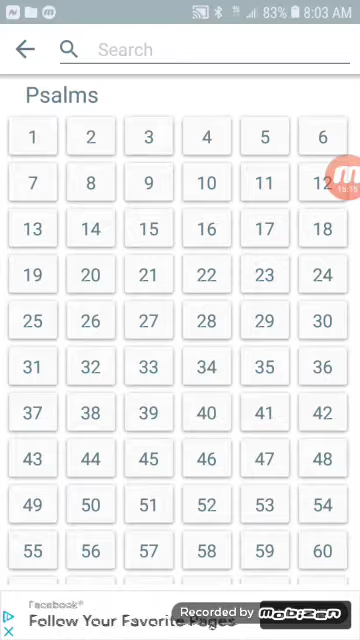 83% 8:03 AM
Search
Psalms
1 2 3 4 5 6
7 8 9 10 11 12
15:15
13 14 15 16 17 18
19 20 21 22 23 24
25 26 27 28 29 30
31 32 33 34 35 36
37 38 39 40 41 42
43 44 45 46 47 48
49 50 51 52 53 54
55 56 57 58 59 60
Facebook®
Follow Your Favorite Pages
Recorded by mobizen